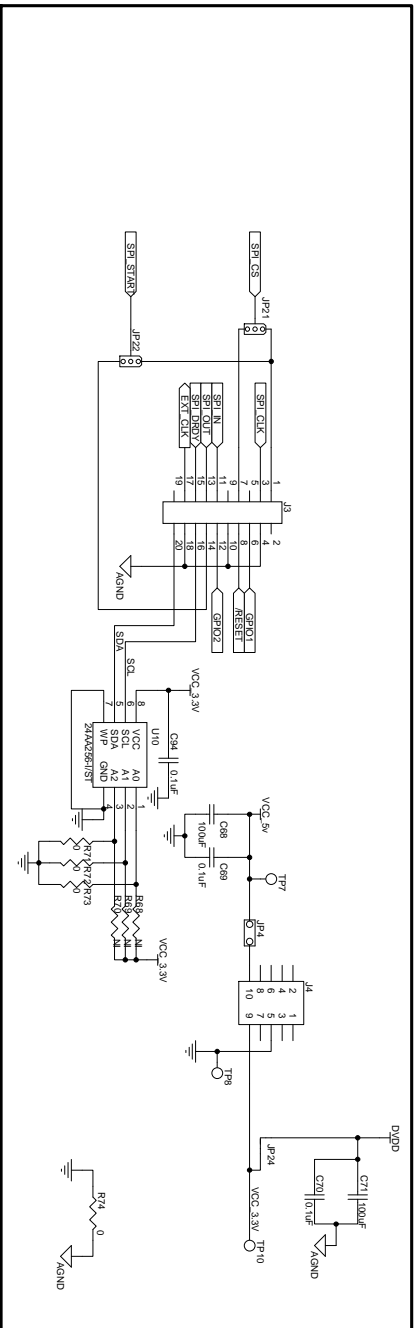 SPI_CS
JP21
SPI_START
JP22
SPI_CLK
SPI_IN
SPI_OUT
SPI_DRDY
EXT_CLK
J3
1
3
5
7
9
11
13
15
17
19
2
4
6
8
10
12
14
16
18
20
GPIO1
/RESET
GPIO2
AGND
SCL
SDA
VCC_3.3V
C94
0.1uF
U10
8
6
5
7
VCC
SCL
SDA
WP
A0
A1
A2
GND
1
2
3
4
24AA256-I/ST
R68
R69
R70
NI
NI
NI
VCC_3.3V
R71
R72
R73
0
0
0
VCC_5v
C68
100uF
C69
0.1uF
TP7
JP4
J4
2
4
6
8
10
1
3
5
7
9
TP8
DVDD
JP24
VCC_3.3V
TP10
C71
100uF
C70
0.1uF
AGND
R74
0
AGND